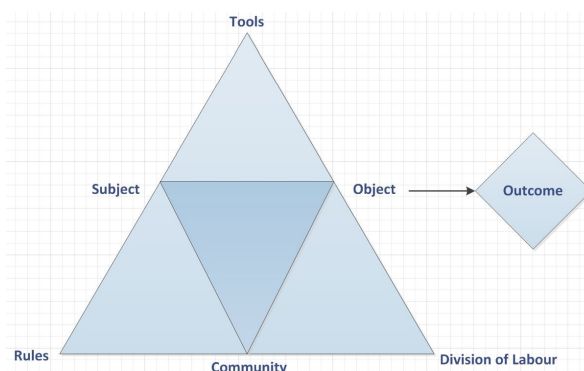 Tools
Subject
Object
Outcome
Rules
Community
Division of Labour